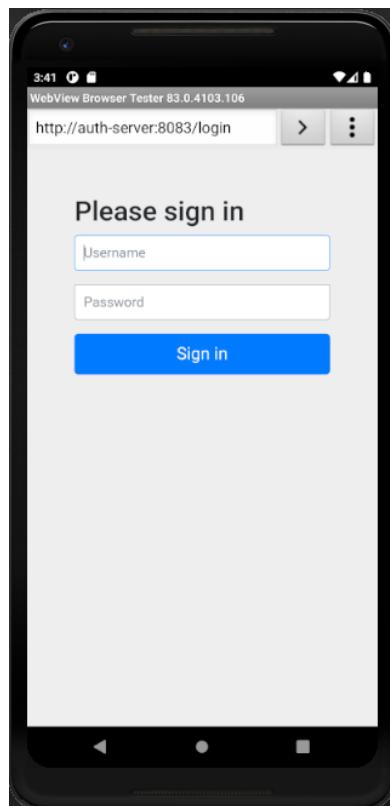 3:41
WebView Browser Tester 83.0.4103.106
http://auth-server:8083/login
Please sign in
Username
Password
Sign in